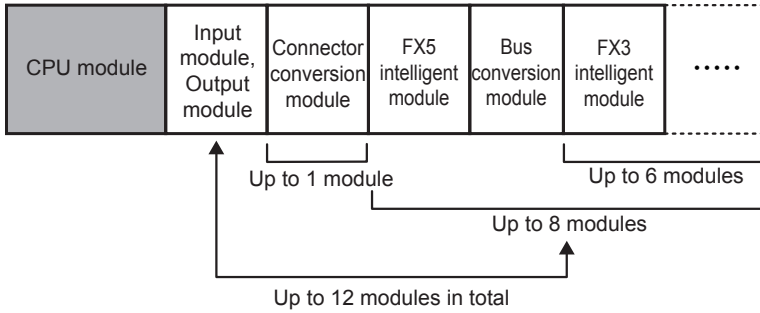 CPU module
Input
module,
Output
module
Connector
conversion
module
FX5
intelligent
module
Bus
conversion
module
FX3
intelligent
module
.....
Up to 1 module
Up to 6 modules
Up to 8 modules
Up to 12 modules in total